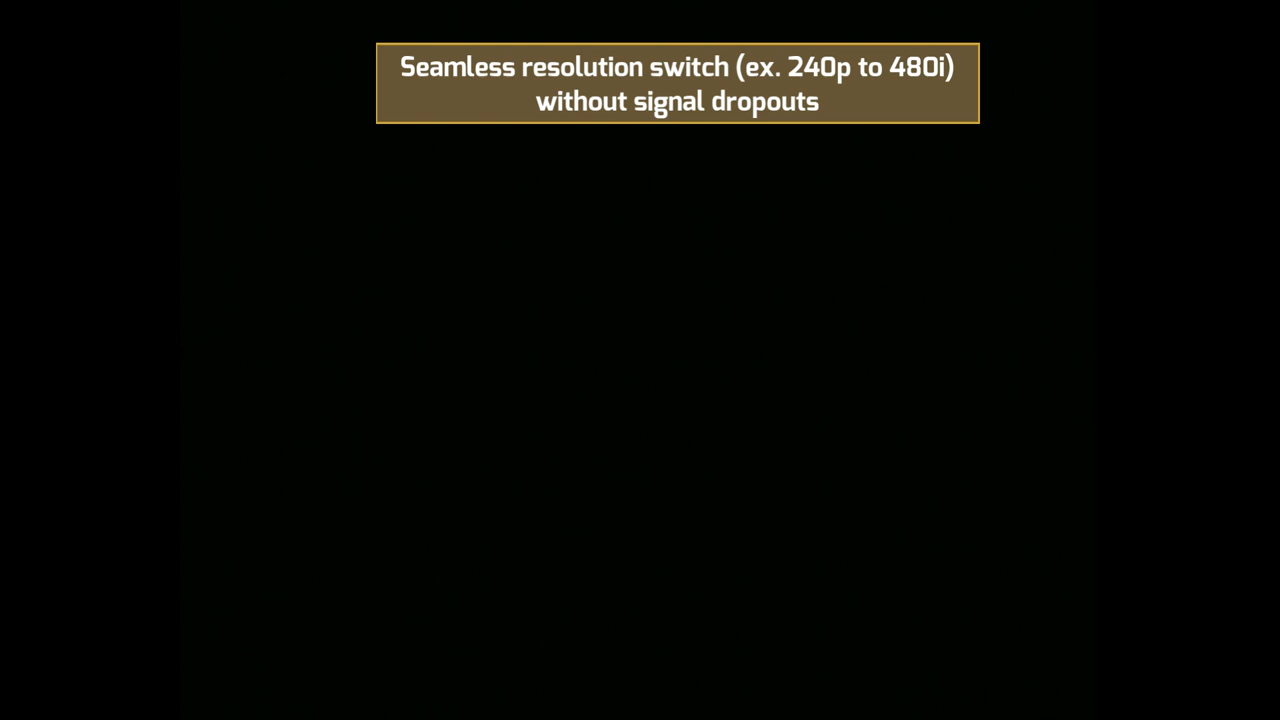 Seamless resolution switch (ex. 240p to 480i)
without signal dropouts